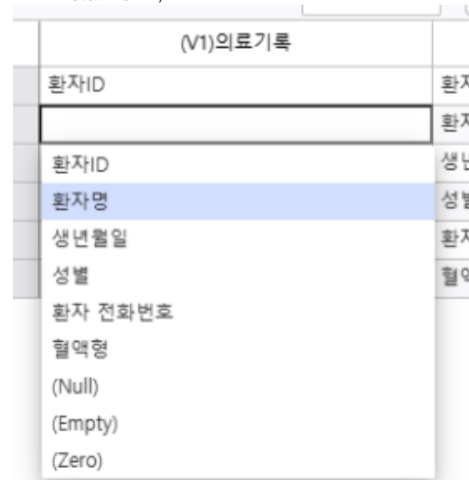 (V1)의료기록
환자ID
환자ID
환자명
생년월일
성별
환자 전화번호
혈액형
(Null)
(Empty)
(Zero)